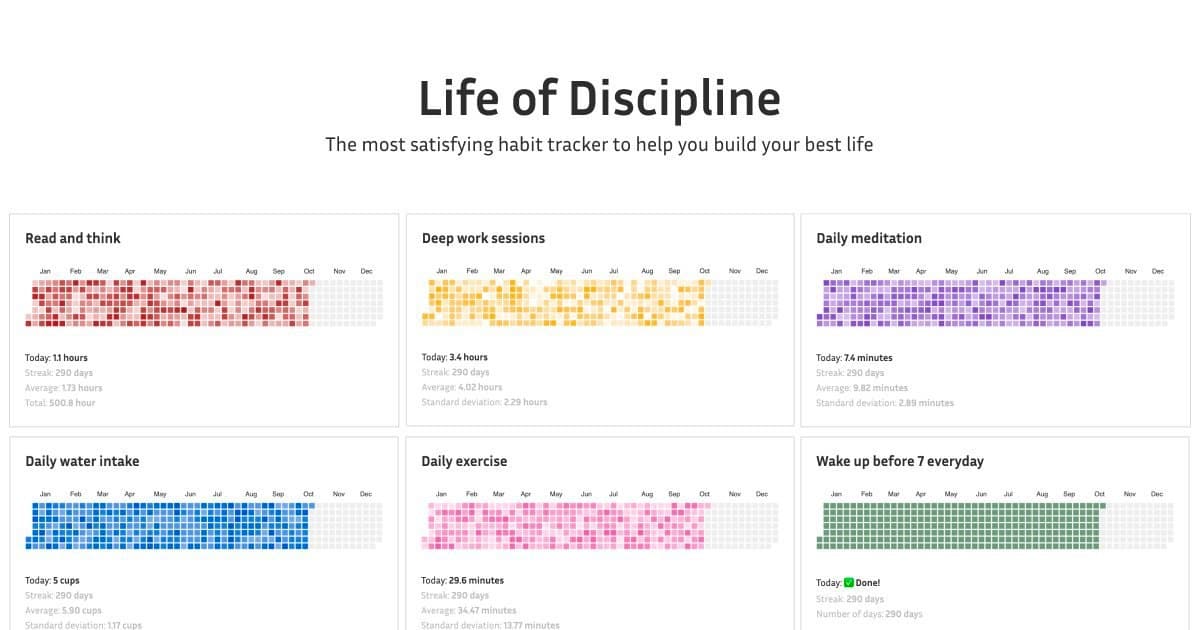 Life of Discipline
The most satisfying habit tracker to help you build your best life
Read and think
Jan Feb Mar Apr May Jun Jul Aug Sep Oct Nov Dec
Today: 1.1 hours
Streak: 290 days
Average: 1.73 hours
Total: 500.8 hour
Deep work sessions
Jan Feb Mar Apr May Jun Jul Aug Sep Oct Nov Dec
Today: 3.4 hours
Streak: 290 days
Average: 4.02 hours
Standard deviation: 2.29 hours
Daily meditation
Jan Feb Mar Apr May Jun Jul Aug Sep Oct Nov Dec
Today: 7.4 minutes
Streak: 290 days
Average: 9.82 minutes
Standard deviation: 2.89 minutes
Daily water intake
Jan Feb Mar Apr May Jun Jul Aug Sep Oct Nov Dec
Today: 5 cups
Streak: 290 days
Average: 5.90 cups
Standard deviation: 1.17 cups
Daily exercise
Jan Feb Mar Apr May Jun Jul Aug Sep Oct Nov Dec
Today: 29.6 minutes
Streak: 290 days
Average: 34.47 minutes
Standard deviation: 13.77 minutes
Wake up before 7 everyday
Jan Feb Mar Apr May Jun Jul Aug Sep Oct Nov Dec
Today: ✅ Done!
Streak: 290 days
Number of days: 290 days